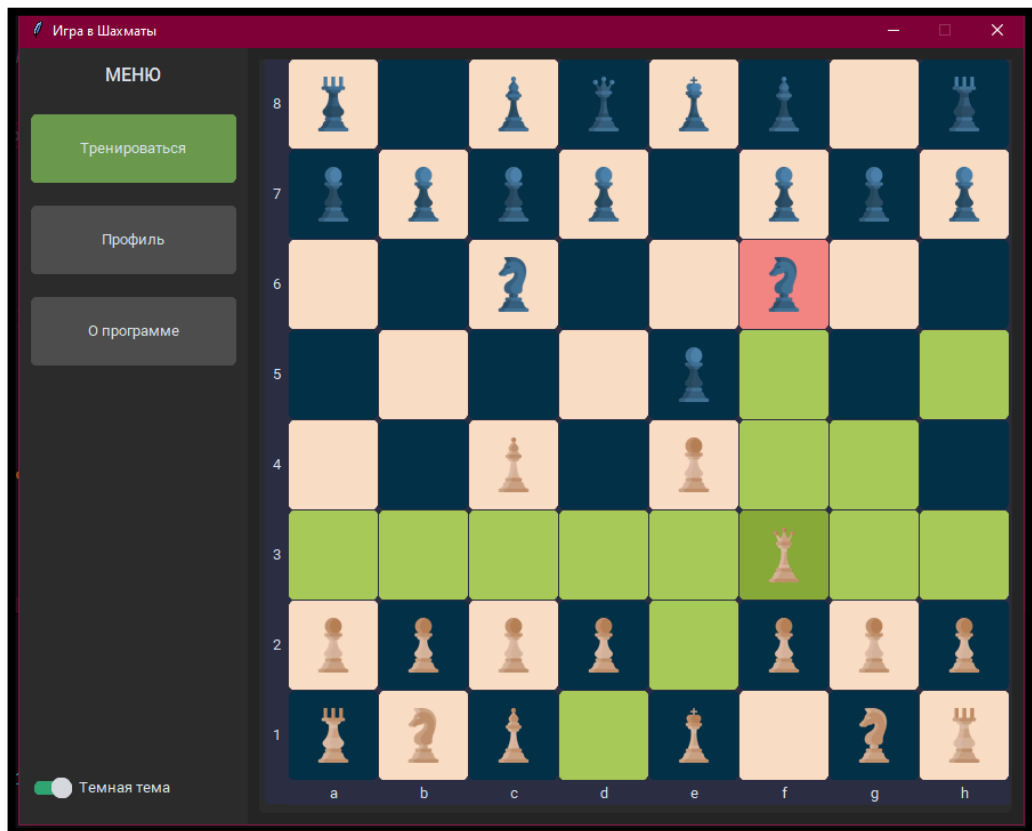 Игра в Шахматы
МЕНЮ
Тренироваться
Профиль
О программе
Темная тема
8
7
6
5
4
3
2
1
a b c d e f g h